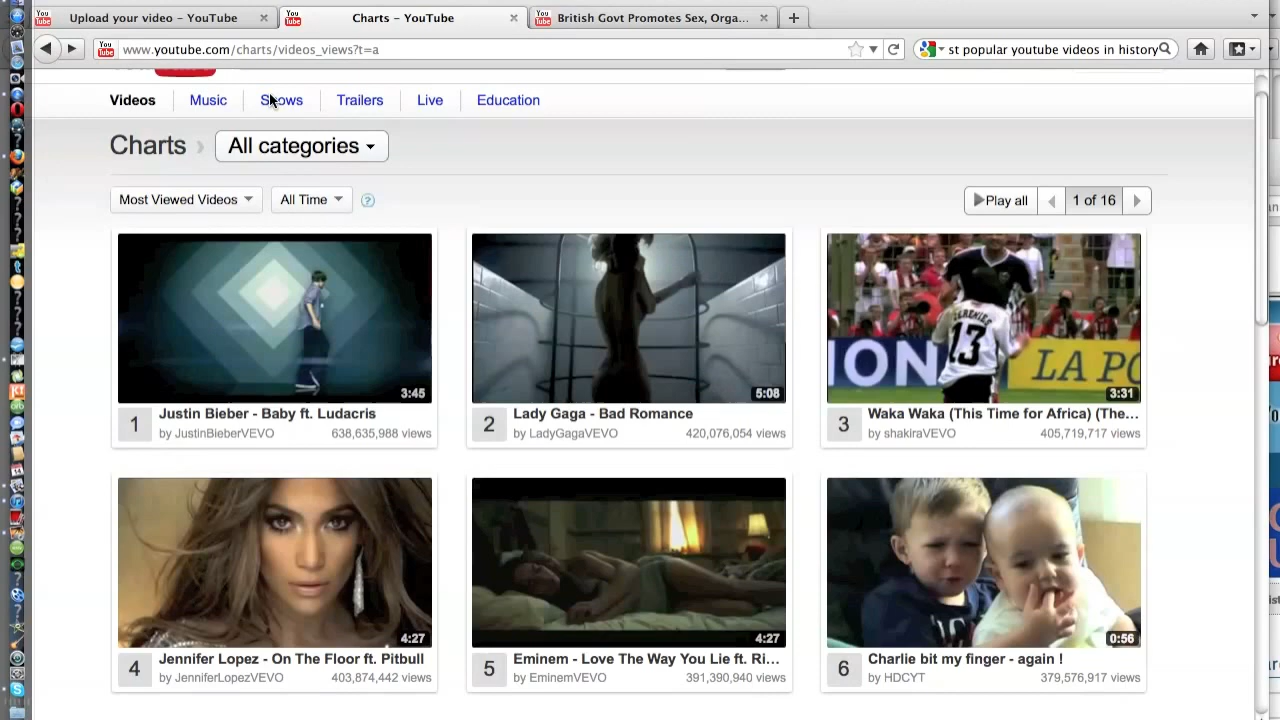 Upload your video – YouTube
Charts – YouTube
British Govt Promotes Sex, Orga...
You Tube
www.youtube.com/charts/videos_views?t=a
st popular youtube videos in history
Videos
Music
Shows
Trailers
Live
Education
Charts
All categories
Most Viewed Videos
All Time
?
Play all
1 of 16
3:45
5:08
ZERENIES
13
ION
LA PO
3:31
1
Justin Bieber - Baby ft. Ludacris
by JustinBieberVEVO
638,635,988 views
2
Lady Gaga - Bad Romance
by LadyGagaVEVO
420,076,054 views
3
Waka Waka (This Time for Africa) (The...
by shakiraVEVO
405,719,717 views
4:27
4:27
0:56
4
Jennifer Lopez - On The Floor ft. Pitbull
by JenniferLopezVEVO
403,874,442 views
5
Eminem - Love The Way You Lie ft. Ri...
by EminemVEVO
391,390,940 views
6
Charlie bit my finger - again !
by HDCYT
379,576,917 views